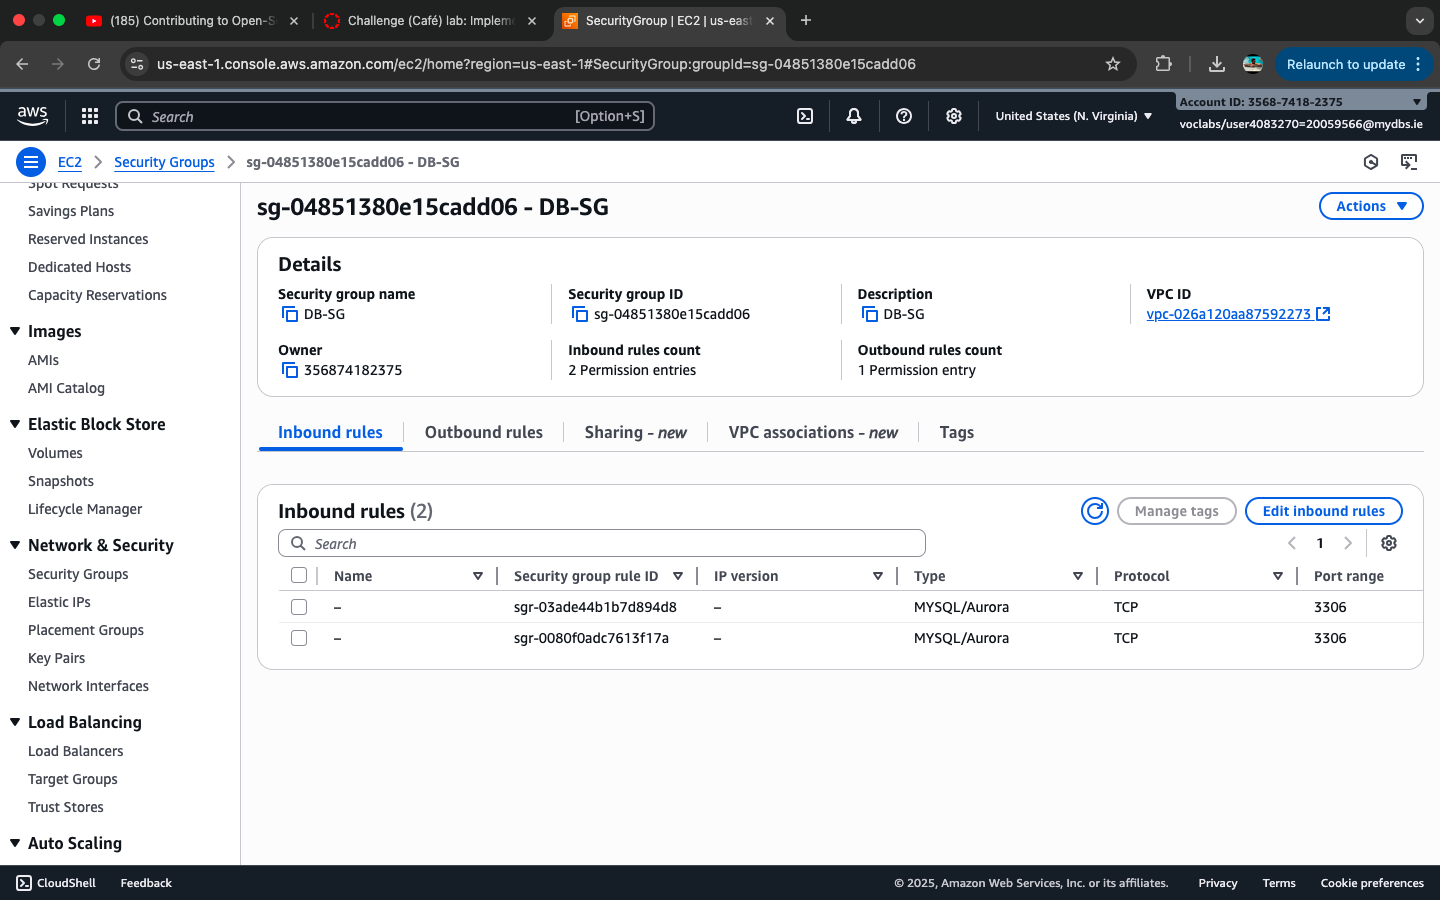 (185) Contributing to Open-S
Challenge (Café) lab: Implem
SecurityGroup | EC2 | us-east
us-east-1.console.aws.amazon.com/ec2/home?region=us-east-1#SecurityGroup:groupId=sg-04851380e15cadd06
Relaunch to update
aws
Search
[Option+S]
United States (N. Virginia)
Account ID: 3568-7418-2375
voclabs/user4083270=20059566@mydbs.ie
EC2
Security Groups
sg-04851380e15cadd06 - DB-SG
Spot Requests
Savings Plans
Reserved Instances
Dedicated Hosts
Capacity Reservations
Images
AMIs
AMI Catalog
Elastic Block Store
Volumes
Snapshots
Lifecycle Manager
Network & Security
Security Groups
Elastic IPs
Placement Groups
Key Pairs
Network Interfaces
Load Balancing
Load Balancers
Target Groups
Trust Stores
Auto Scaling
sg-04851380e15cadd06 - DB-SG
Actions
Details
Security group name
DB-SG
Security group ID
sg-04851380e15cadd06
Description
DB-SG
VPC ID
vpc-026a120aa87592273
Owner
356874182375
Inbound rules count
2 Permission entries
Outbound rules count
1 Permission entry
Inbound rules
Outbound rules
Sharing - new
VPC associations - new
Tags
Inbound rules (2)
Manage tags
Edit inbound rules
Search
1
Name Security group rule ID IP version Type Protocol Port range
– sgr-03ade44b1b7d894d8 – MYSQL/Aurora TCP 3306
– sgr-0080f0adc7613f17a – MYSQL/Aurora TCP 3306
CloudShell
Feedback
© 2025, Amazon Web Services, Inc. or its affiliates.
Privacy
Terms
Cookie preferences